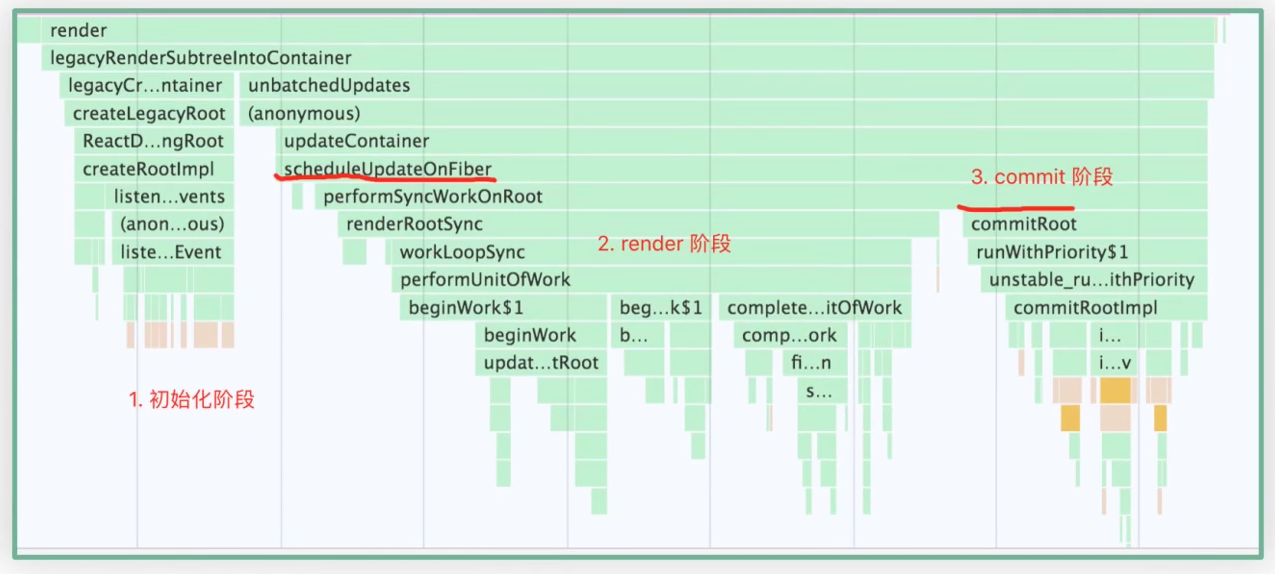 render
legacyRenderSubtreeIntoContainer
legacyCr...ntainer unbatchedUpdates
createLegacyRoot (anonymous)
ReactD...ngRoot updateContainer
createRootImpl scheduleUpdateOnFiber
3. commit 阶段
listen...vents performSyncWorkOnRoot
(anon...ous) renderRootSync commitRoot
2. render 阶段
liste...Event workLoopSync runWithPriority$1
performUnitOfWork unstable_ru...ithPriority
beginWork$1 beg...k$1 complete...itOfWork commitRootImpl
beginWork b... comp...ork i...
updat...tRoot fi...n i...v
s...
1. 初始化阶段